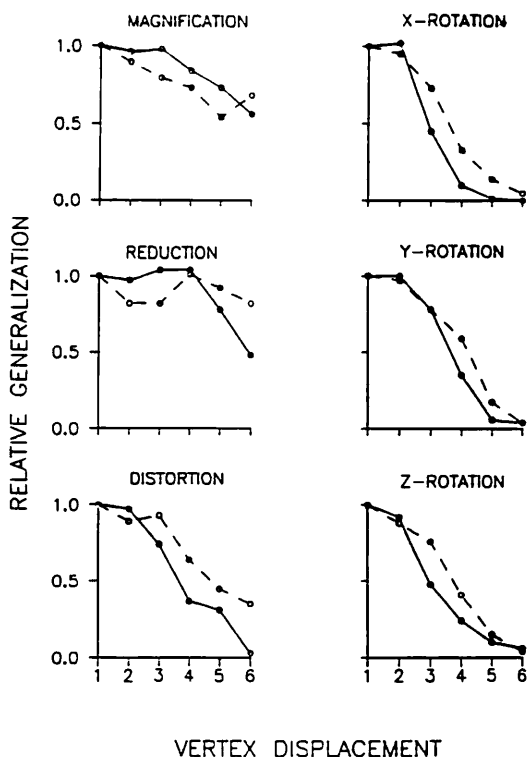 MAGNIFICATION
X-ROTATION
1.0
0.5
0.0
REDUCTION
Y-ROTATION
1.0
0.5
0.0
DISTORTION
Z-ROTATION
1.0
0.5
0.0
1 2 3 4 5 6
1 2 3 4 5 6
RELATIVE GENERALIZATION
VERTEX DISPLACEMENT